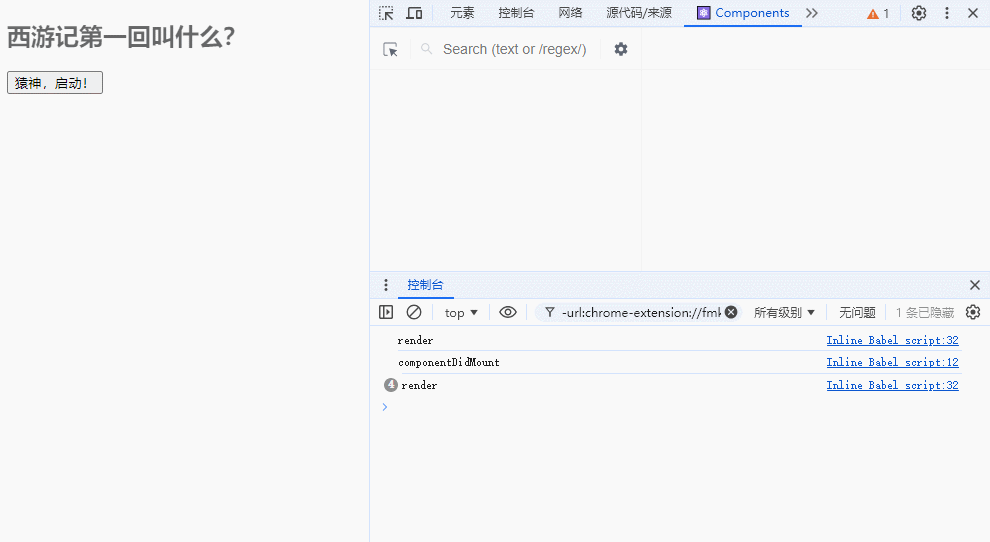 西游记第一回叫什么?
猿神，启动！
元素 控制台 网络 源代码/来源 Components 1
Search (text or /regex/)
控制台
top -url:chrome-extension://fmk 所有级别 无问题 1 条已隐藏
render Inline Babel script:32
componentDidMount Inline Babel script:12
4 render Inline Babel script:32